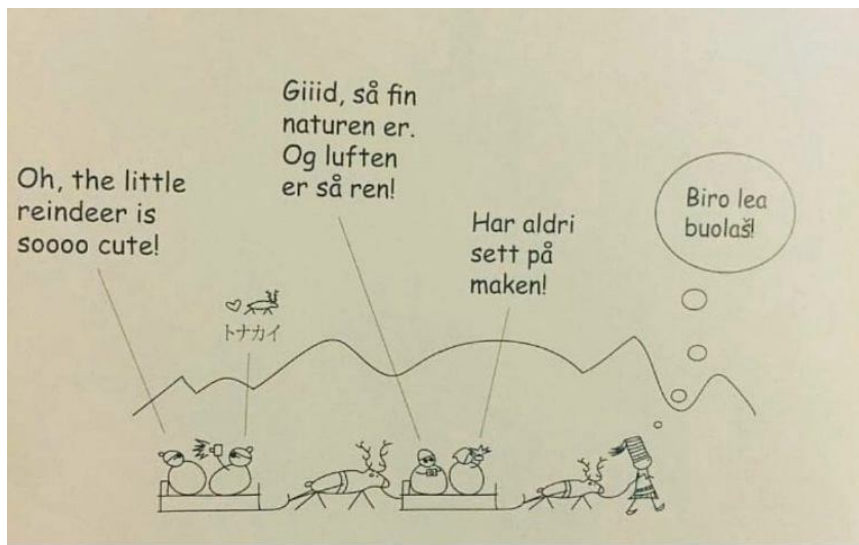 Oh, the little
reindeer is
soooo cute!
トナカイ
Giiid, så fin
naturen er.
Og luften
er så ren!
Har aldri
sett på
maken!
Biro lea
buolaš!